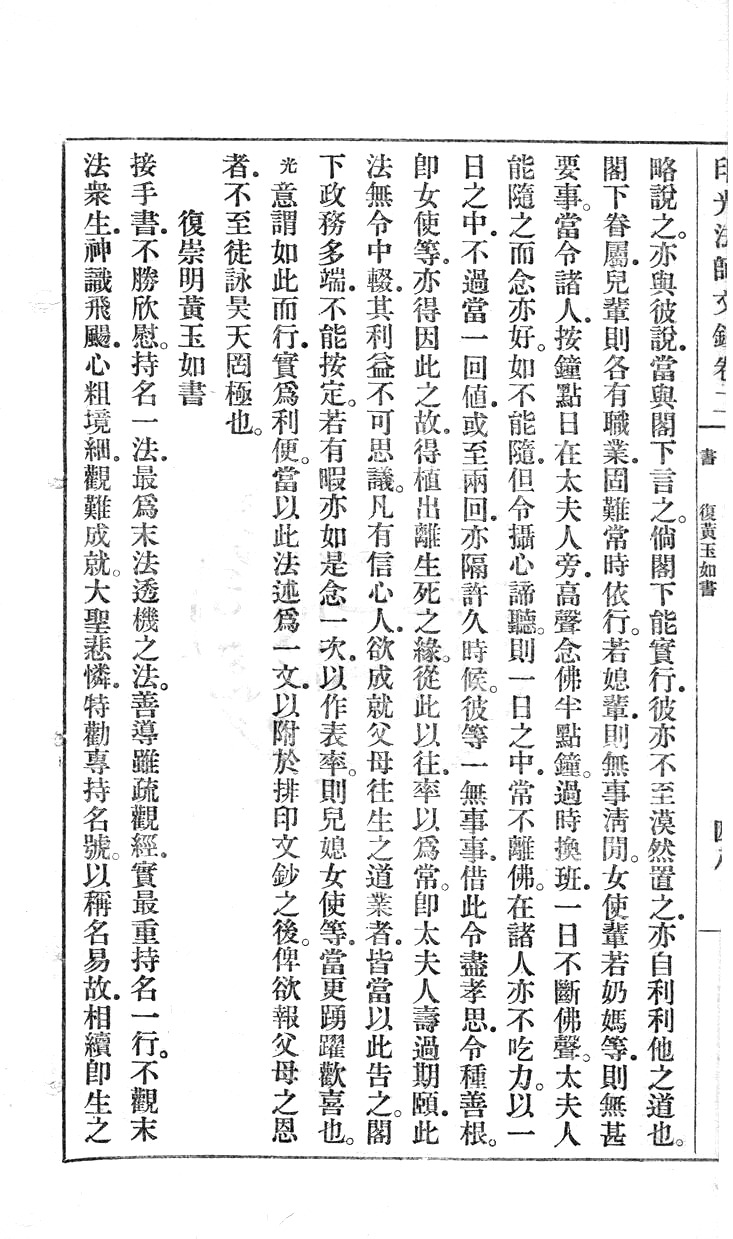 印光法師文鈔卷二 書 復黃玉如書
略說之。亦與彼說。當與閣下言之。倘閣下能實行。彼亦不至漠然置之。亦自利利他之道也。
閣下眷屬。兒輩則各有職業。固難常時依行。若媳輩。則無事淸閒。女使輩若奶媽等。則無甚
要事。當令諸人。按鐘點日在太夫人旁。高聲念佛半點鐘。過時換班。一日不斷佛聲。太夫人
能隨之而念亦好。如不能隨。但令攝心諦聽。則一日之中。常不離佛。在諸人亦不吃力。以一
日之中。不過當一回値。或至兩回。亦隔許久時候。彼等一無事事。借此令盡孝思。令種善根。
卽女使等。亦得因此之故。得植出離生死之緣。從此以往。率以爲常。卽太夫人壽過期頤。此
法無令中輟。其利益不可思議。凡有信心人。欲成就父母往生之道業者。皆當以此告之。閣
下政務多端。不能按定。若有暇亦如是念一次。以作表率。則兒媳女使等。當更踴躍歡喜也。
光意謂如此而行。實爲利便。當以此法述爲一文。以附於排印文鈔之後。俾欲報父母之恩
者。不至徒詠昊天罔極也。
復崇明黃玉如書
接手書。不勝欣慰。持名一法。最爲末法透機之法。善導雖疏觀經。實最重持名一行。不觀末
法衆生。神識飛颺。心粗境細。觀難成就。大聖悲憐。特勸專持名號。以稱名易故。相續卽生之